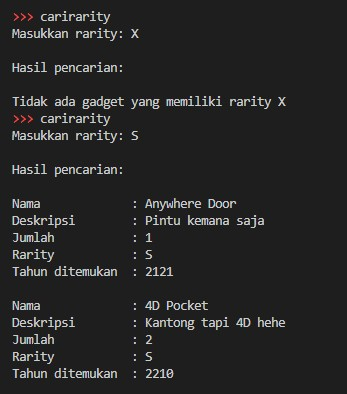 >>> carirarity
Masukkan rarity: X
Hasil pencarian:
Tidak ada gadget yang memiliki rarity X
>>> carirarity
Masukkan rarity: S
Hasil pencarian:
Nama : Anywhere Door
Deskripsi : Pintu kemana saja
Jumlah : 1
Rarity : S
Tahun ditemukan : 2121
Nama : 4D Pocket
Deskripsi : Kantong tapi 4D hehe
Jumlah : 2
Rarity : S
Tahun ditemukan : 2210